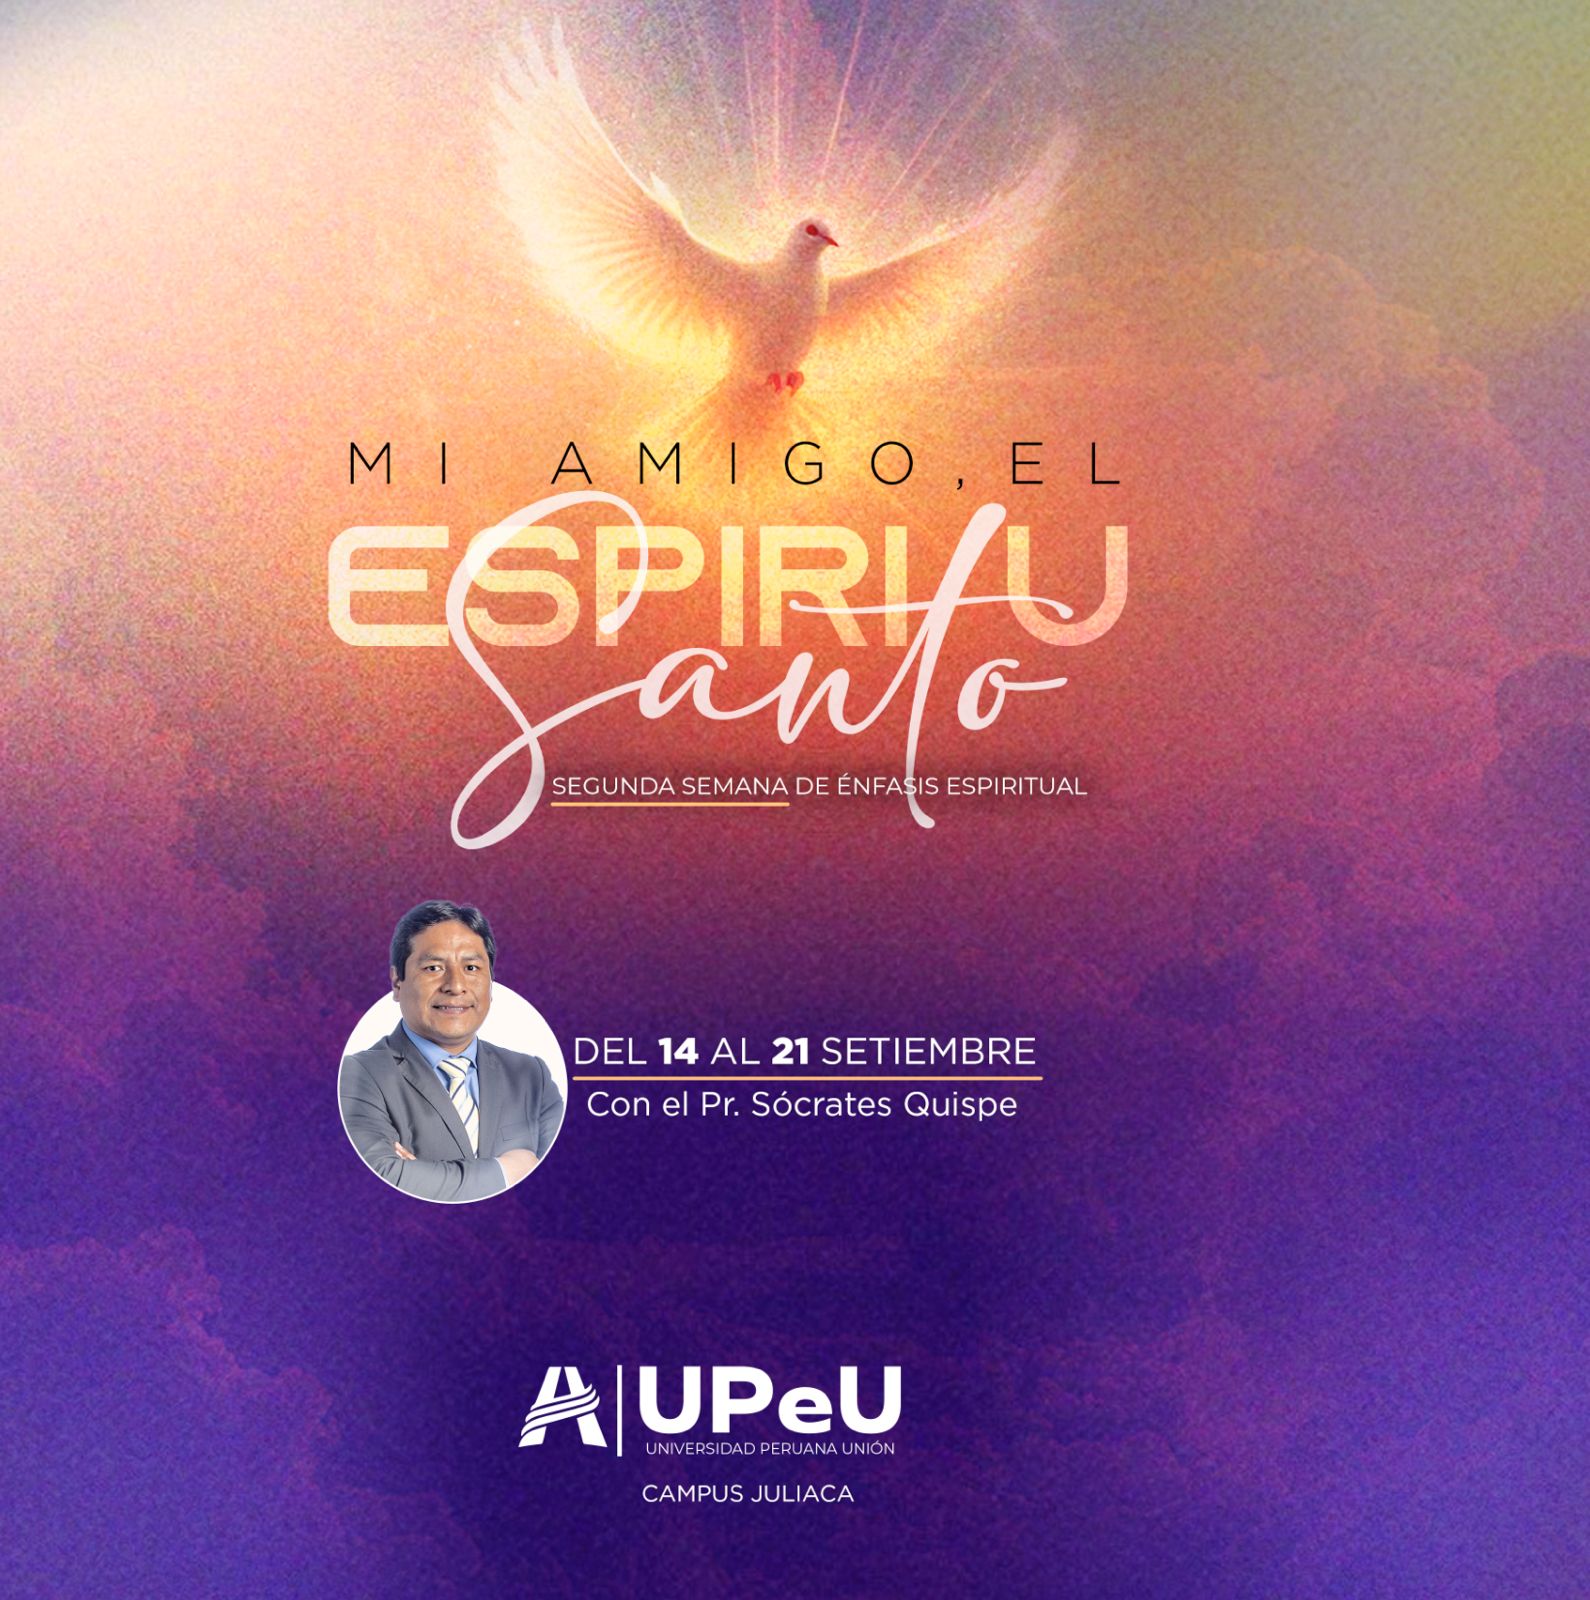 MI AMIGO, EL
ESPIRITU
Santo
SEGUNDA SEMANA DE ÉNFASIS ESPIRITUAL
DEL 14 AL 21 SETIEMBRE
Con el Pr. Sócrates Quispe
UPeU
UNIVERSIDAD PERUANA UNIÓN
CAMPUS JULIACA